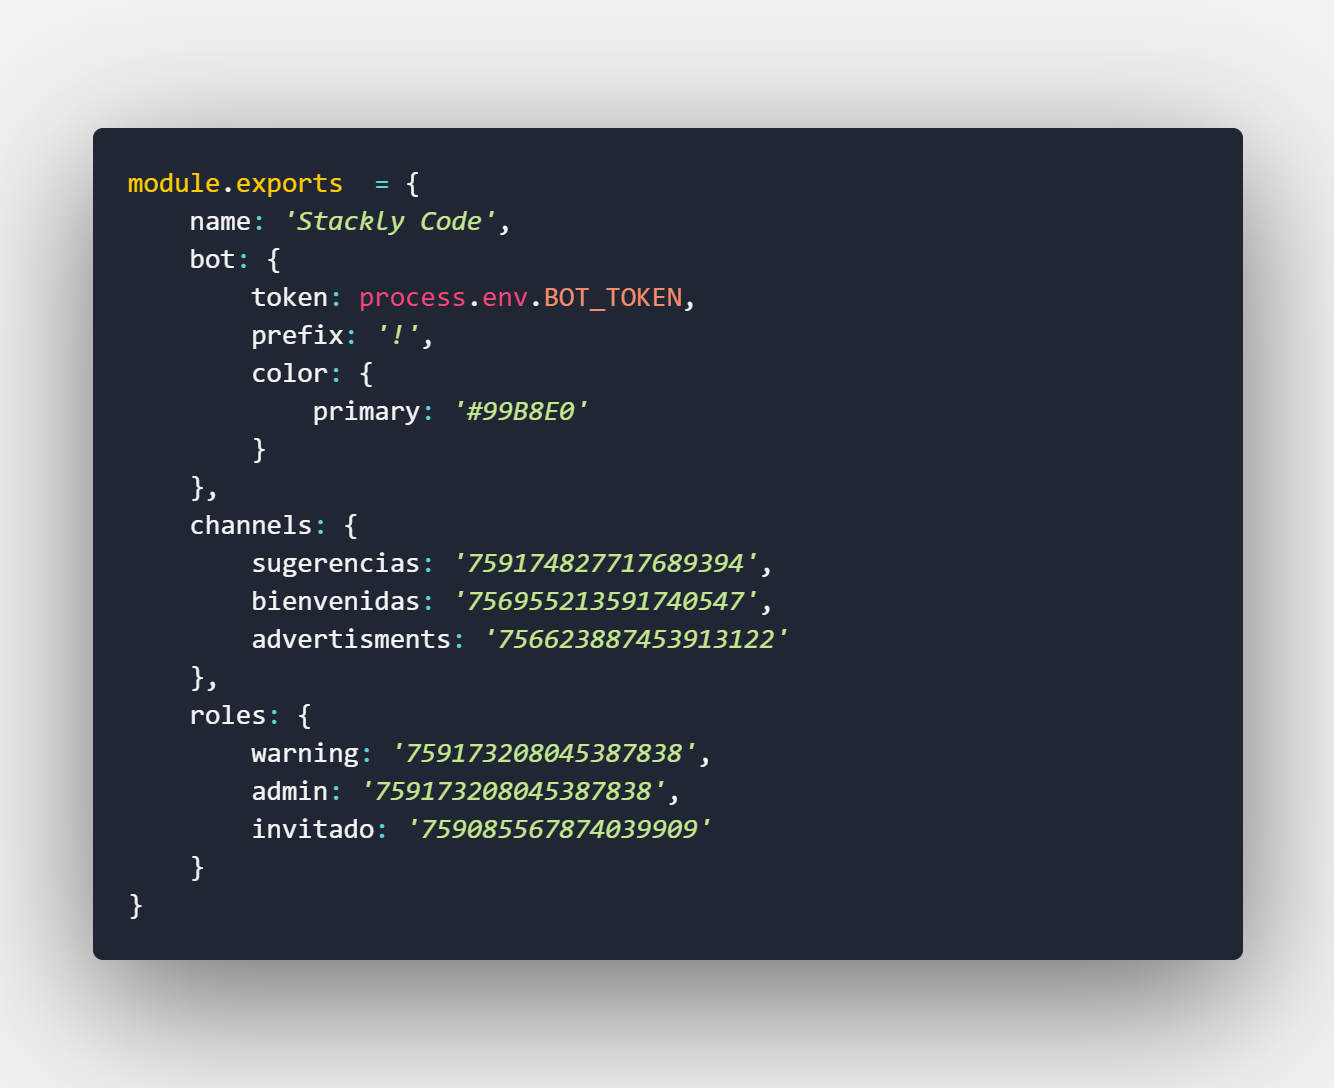 module.exports  = {
    name: 'Stackly Code',
    bot: {
        token: process.env.BOT_TOKEN,
        prefix: '!',
        color: {
            primary: '#99B8E0'
        }
    },
    channels: {
        sugerencias: '759174827717689394',
        bienvenidas: '756955213591740547',
        advertisments: '756623887453913122'
    },
    roles: {
        warning: '759173208045387838',
        admin: '759173208045387838',
        invitado: '759085567874039909'
    }
}